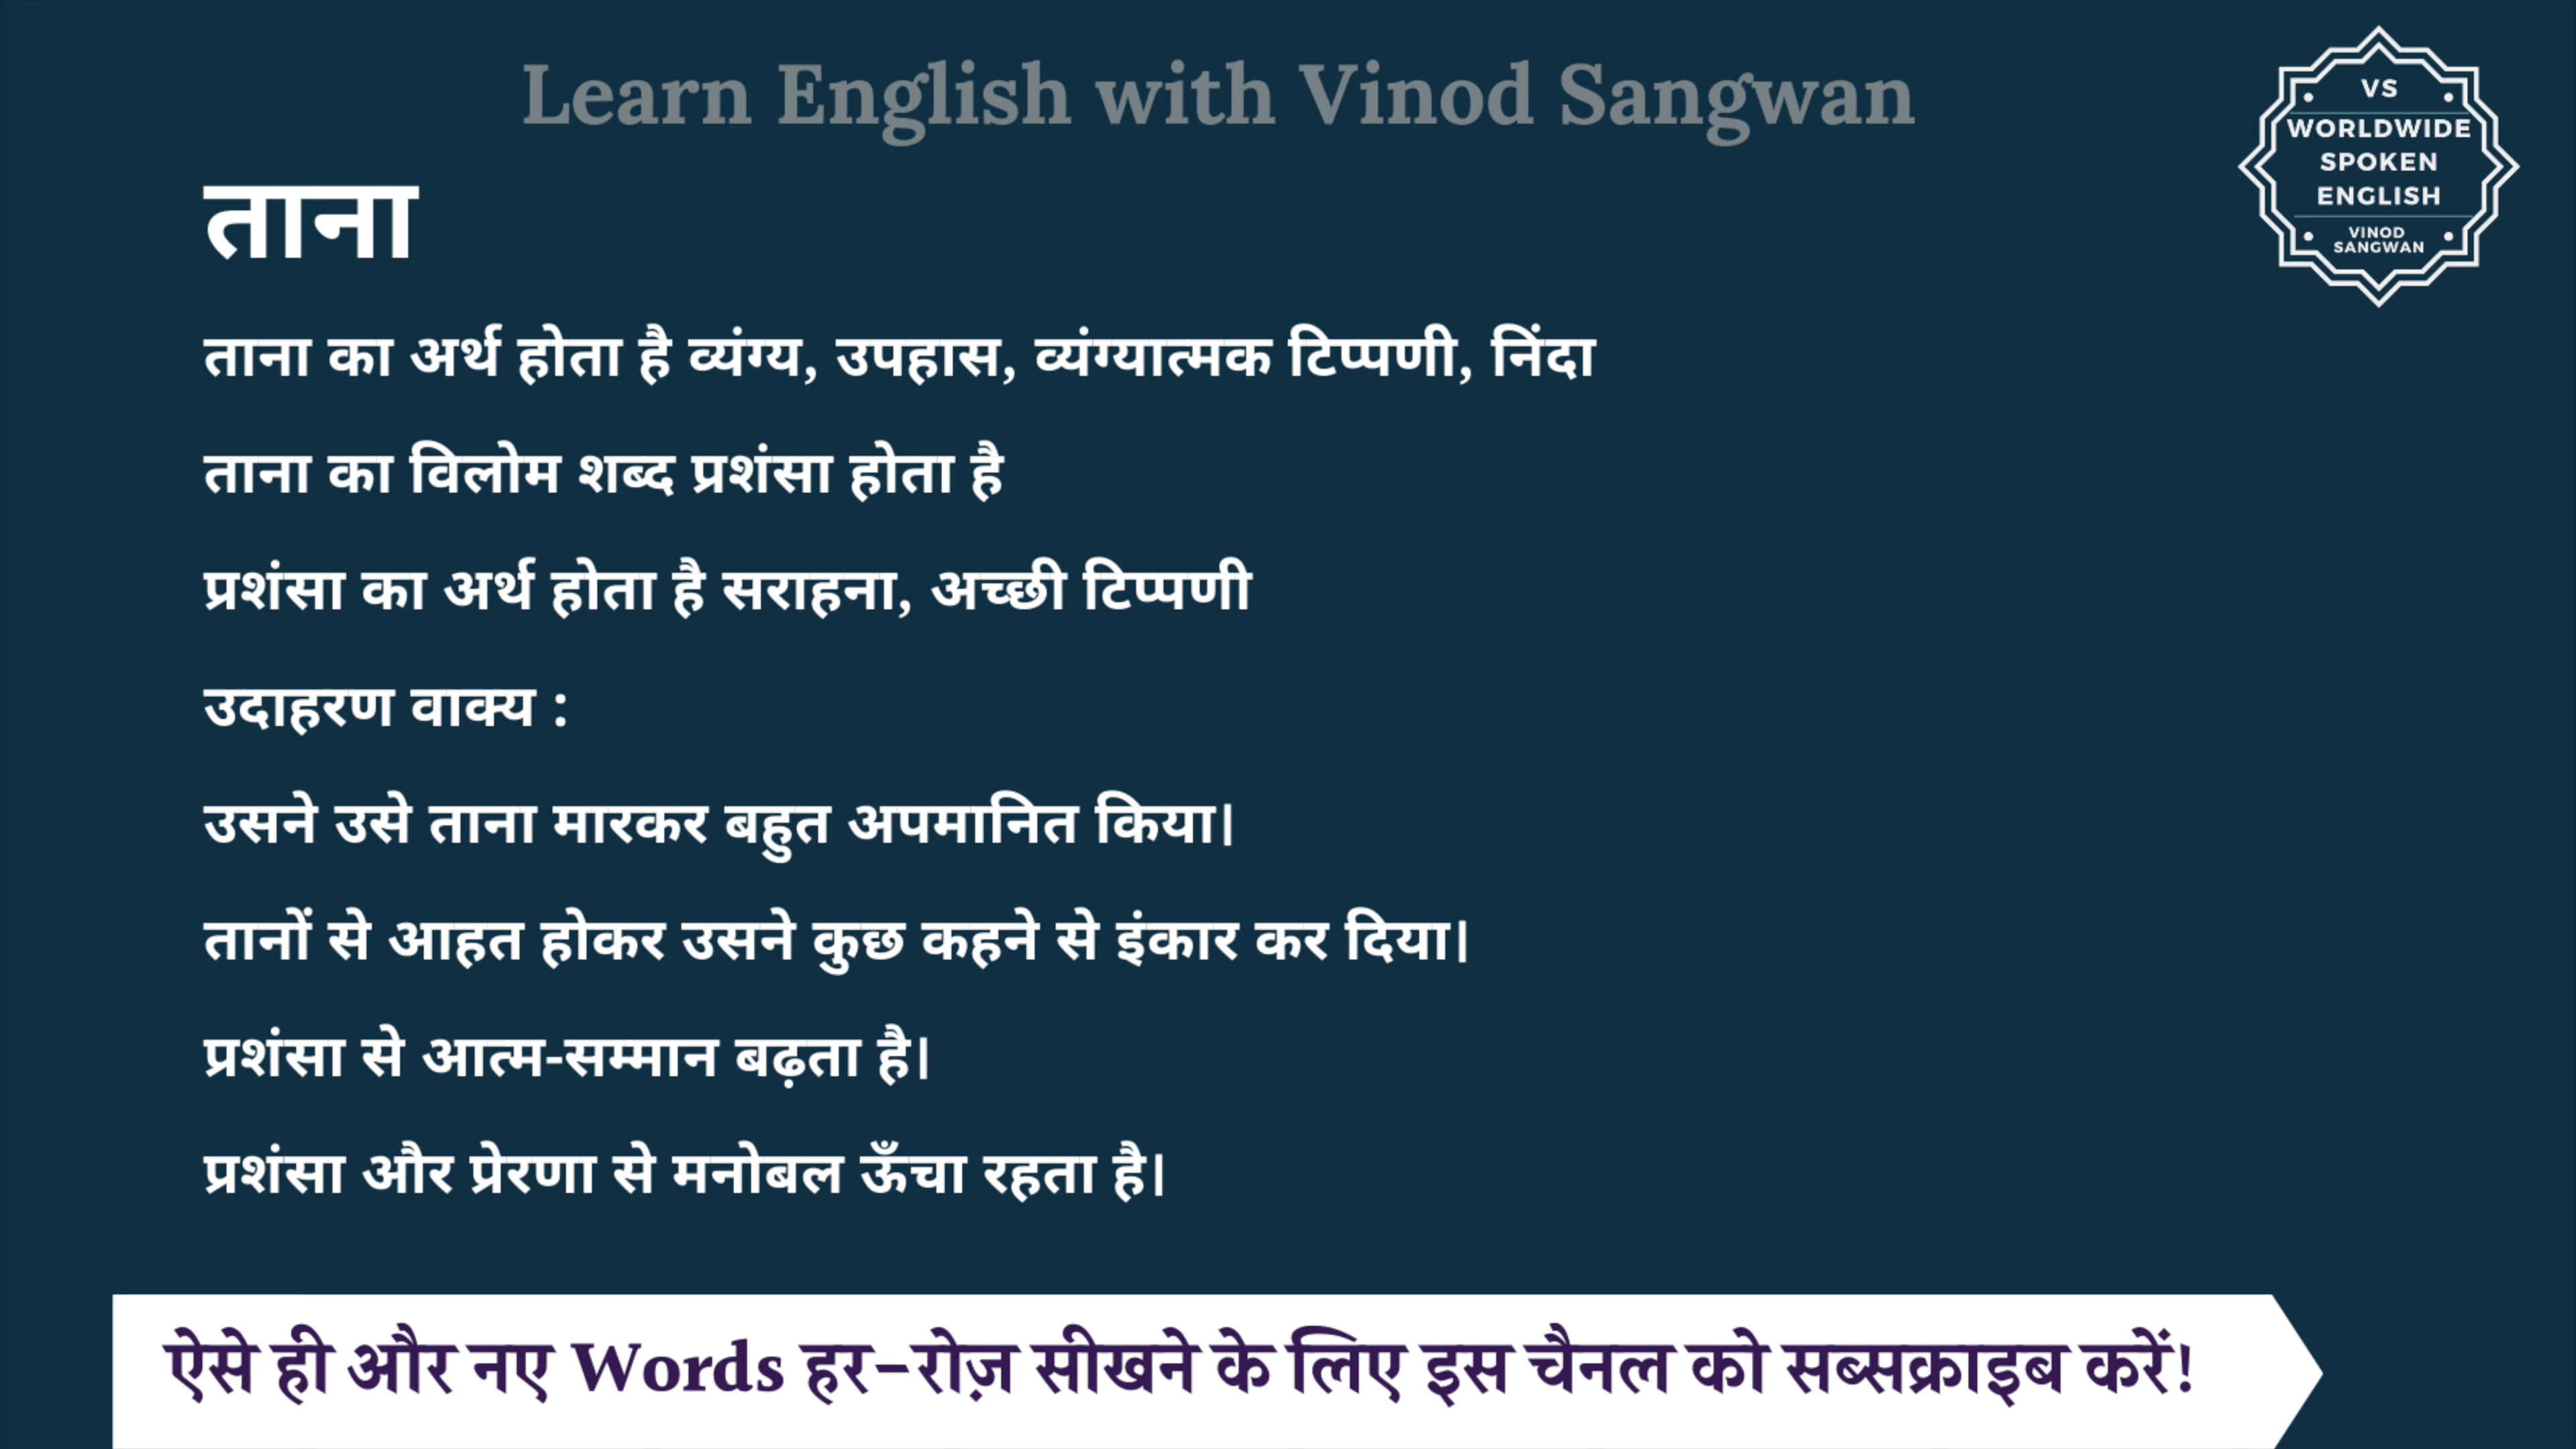 Learn English with Vinod Sangwan
VS
WORLDWIDE
SPOKEN
ENGLISH
VINOD
SANGWAN
ताना
ताना का अर्थ होता है व्यंग्य, उपहास, व्यंग्यात्मक टिप्पणी, निंदा
ताना का विलोम शब्द प्रशंसा होता है
प्रशंसा का अर्थ होता है सराहना, अच्छी टिप्पणी
उदाहरण वाक्य :
उसने उसे ताना मारकर बहुत अपमानित किया।
तानों से आहत होकर उसने कुछ कहने से इंकार कर दिया।
प्रशंसा से आत्म-सम्मान बढ़ता है।
प्रशंसा और प्रेरणा से मनोबल ऊँचा रहता है।
ऐसे ही और नए Words हर-रोज़ सीखने के लिए इस चैनल को सब्सक्राइब करें!